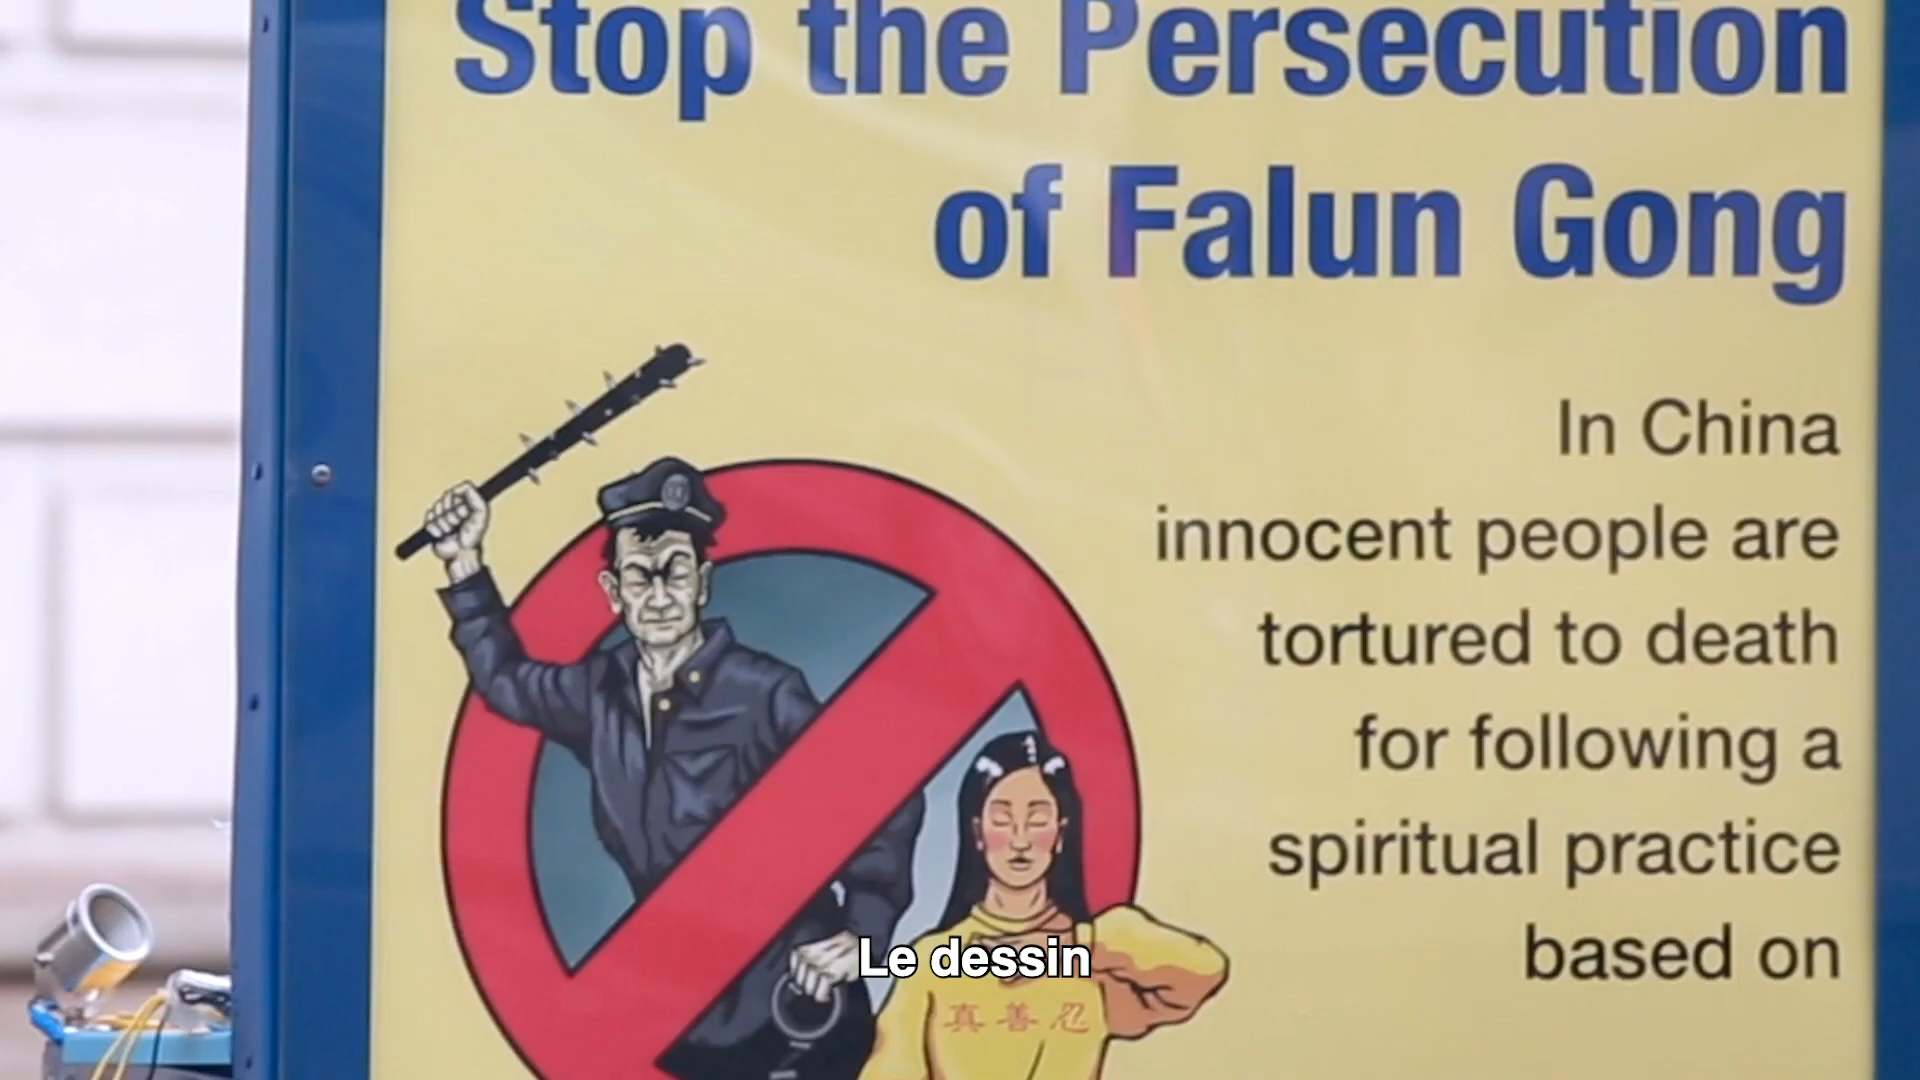 Stop the Persecution
of Falun Gong
In China
innocent people are
tortured to death
for following a
spiritual practice
based on
Le dessin
真善忍